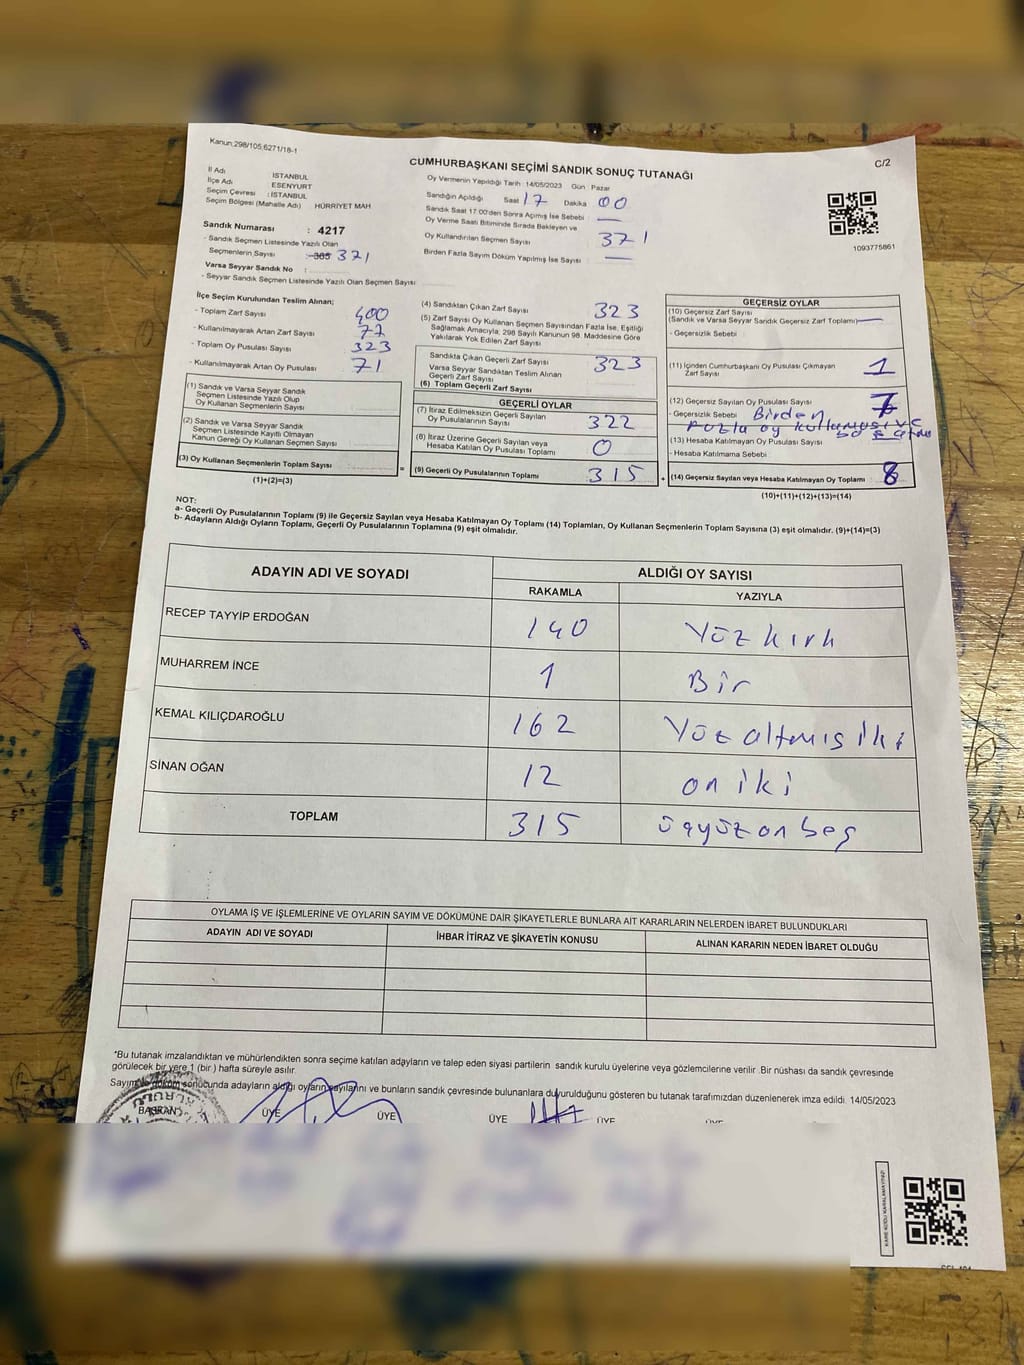 Kanun:298/105;6271/18-1
C/2
CUMHURBAŞKANI SEÇİMİ SANDIK SONUÇ TUTANAĞI
İl Adı İSTANBUL
İlçe Adı ESENYURT
Seçim Çevresi : İSTANBUL
Seçim Bölgesi (Mahalle Adı) HÜRRİYET MAH.
Oy Vermenin Yapıldığı Tarih : 14/05/2023 Gün : Pazar
Sandığın Açıldığı Saat 17 Dakika 00
Sandık Saat 17:00'den Sonra Açımış İse Sebebi
Oy Verme Saati Bitiminde Sırada Bekleyen ve
Oy Kullandırılan Seçmen Sayısı 371
Birden Fazla Sayım Döküm Yapılmış İse Sayısı :
1093775861
Sandık Numarası : 4217
- Sandık Seçmen Listesinde Yazılı Olan
Seçmenlerin Sayısı : 365 371
Varsa Seyyar Sandık No :
- Seyyar Sandık Seçmen Listesinde Yazılı Olan Seçmen Sayısı
İlçe Seçim Kurulundan Teslim Alınan;
- Toplam Zarf Sayısı 400
- Kullanılmayarak Artan Zarf Sayısı 77
- Toplam Oy Pusulası Sayısı 323
- Kullanılmayarak Artan Oy Pusulası 71
(1) Sandık ve Varsa Seyyar Sandık
Seçmen Listesinde Yazılı Olup
Oy Kullanan Seçmenlerin Sayısı
(2) Sandık ve Varsa Seyyar Sandık
Seçmen Listesinde Kayıtlı Olmayan
Kanun Gereği Oy Kullanan Seçmen Sayısı
(3) Oy Kullanan Seçmenlerin Toplam Sayısı =
(1)+(2)=(3)
(4) Sandıktan Çıkan Zarf Sayısı 323
(5) Zarf Sayısı Oy Kullanan Seçmen Sayısından Fazla İse, Eşitliği
Sağlamak Amacıyla; 298 Sayılı Kanunun 98. Maddesine Göre
Yakılarak Yok Edilen Zarf Sayısı
Sandıkta Çıkan Geçerli Zarf Sayısı 323
Varsa Seyyar Sandıktan Teslim Alınan
Geçerli Zarf Sayısı
(6) Toplam Geçerli Zarf Sayısı
GEÇERLİ OYLAR
(7) İtiraz Edilmeksizin Geçerli Sayılan
Oy Pusulalarının Sayısı 322
(8) İtiraz Üzerine Geçerli Sayılan veya
Hesaba Katılan Oy Pusulası Toplamı 0
(9) Geçerli Oy Pusulalarının Toplamı 315 +
GEÇERSİZ OYLAR
(10) Geçersiz Zarf Sayısı
(Sandık ve Varsa Seyyar Sandık Geçersiz Zarf Toplamı)
- Geçersizlik Sebebi
(11) İçinden Cumhurbaşkanı Oy Pusulası Çıkmayan
Zarf Sayısı 1
(12) Geçersiz Sayılan Oy Pusulası Sayısı 7
- Geçersizlik Sebebi Birden
fazla oy kullanması ve
(13) Hesaba Katılmayan Oy Pusulası Sayısı
- Hesaba Katılmama Sebebi
(14) Geçersiz Sayılan veya Hesaba Katılmayan Oy Toplamı : 8
(10)+(11)+(12)+(13)=(14)
NOT:
a- Geçerli Oy Pusulalarının Toplamı (9) ile Geçersiz Sayılan veya Hesaba Katılmayan Oy Toplamı (14) Toplamları, Oy Kullanan Seçmenlerin Toplam Sayısına (3) eşit olmalıdır. (9)+(14)=(3)
b- Adayların Aldığı Oyların Toplamı, Geçerli Oy Pusulalarının Toplamına (9) eşit olmalıdır.
ADAYIN ADI VE SOYADI ALDIĞI OY SAYISI
RAKAMLA YAZIYLA
RECEP TAYYİP ERDOĞAN 140 Yüz kırk
MUHARREM İNCE 1 Bir
KEMAL KILIÇDAROĞLU 162 Yüz altmış iki
SİNAN OĞAN 12 on iki
TOPLAM 315 üçyüz on beş
OYLAMA İŞ VE İŞLEMLERİNE VE OYLARIN SAYIM VE DÖKÜMÜNE DAİR ŞİKAYETLERLE BUNLARA AİT KARARLARIN NELERDEN İBARET BULUNDUKLARI
ADAYIN ADI VE SOYADI İHBAR İTİRAZ VE ŞİKAYETİN KONUSU ALINAN KARARIN NEDEN İBARET OLDUĞU
*Bu tutanak imzalandıktan ve mühürlendikten sonra seçime katılan adayların ve talep eden siyasi partilerin sandık kurulu üyelerine veya gözlemcilerine verilir .Bir nüshası da sandık çevresinde
görülecek bir yere 1 (bir ) hafta süreyle asılır.
Sayım ve döküm sonucunda adayların aldığı oyların sayılarını ve bunların sandık çevresinde bulunanlara duyurulduğunu gösteren bu tutanak tarafımızdan düzenlenerek imza edildi. 14/05/2023
BAŞKAN ÜYE ÜYE ÜYE ÜYE
KARE KODU KARALAMAYINIZ!